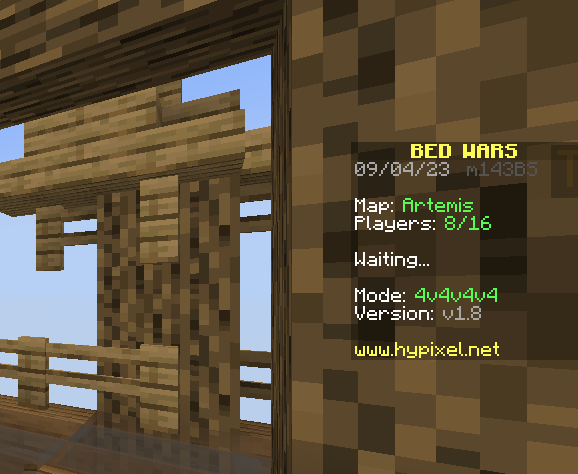 BED WARS
09/04/23 m143B5
Map: Artemis
Players: 8/16
Waiting...
Mode: 4v4v4v4
Version: v1.8
www.hypixel.net